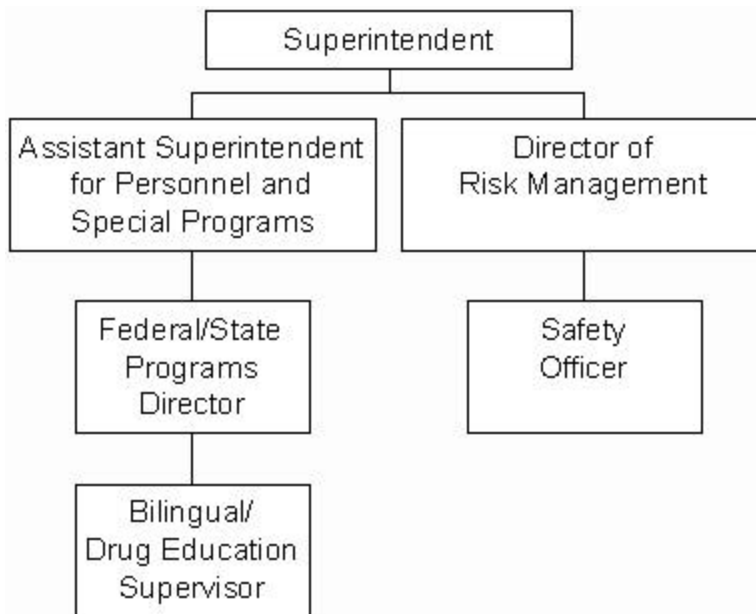 Superintendent
Assistant Superintendent
for Personnel and
Special Programs
Director of
Risk Management
Federal/State
Programs
Director
Safety
Officer
Bilingual/
Drug Education
Supervisor